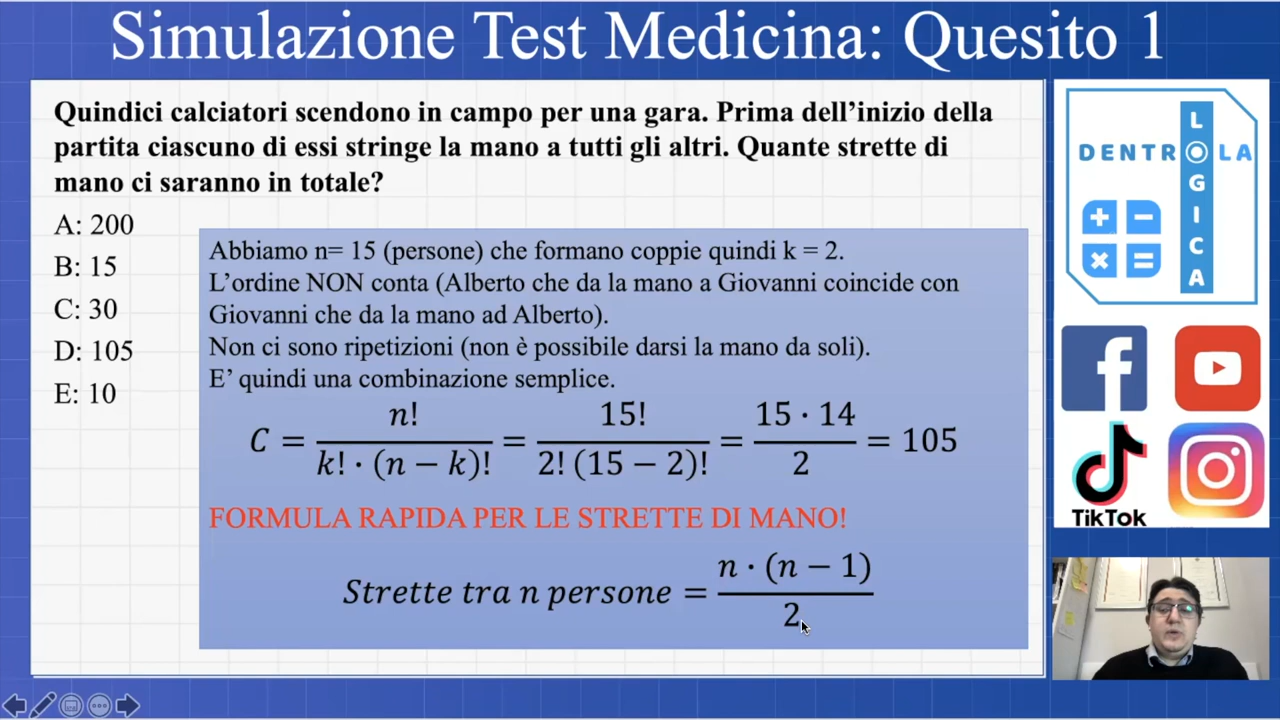 Simulazione Test Medicina: Quesito 1
Quindici calciatori scendono in campo per una gara. Prima dell’inizio della
partita ciascuno di essi stringe la mano a tutti gli altri. Quante strette di
mano ci saranno in totale?
A: 200
B: 15
C: 30
D: 105
E: 10
Abbiamo n= 15 (persone) che formano coppie quindi k = 2.
L’ordine NON conta (Alberto che da la mano a Giovanni coincide con
Giovanni che da la mano ad Alberto).
Non ci sono ripetizioni (non è possibile darsi la mano da soli).
E’ quindi una combinazione semplice.
C = n! / k! · (n − k)! = 15! / 2! (15 − 2)! = 15 · 14 / 2 = 105
FORMULA RAPIDA PER LE STRETTE DI MANO!
Strette tra n persone = n · (n − 1) / 2
DENTRO LA
LOGICA
TikTok